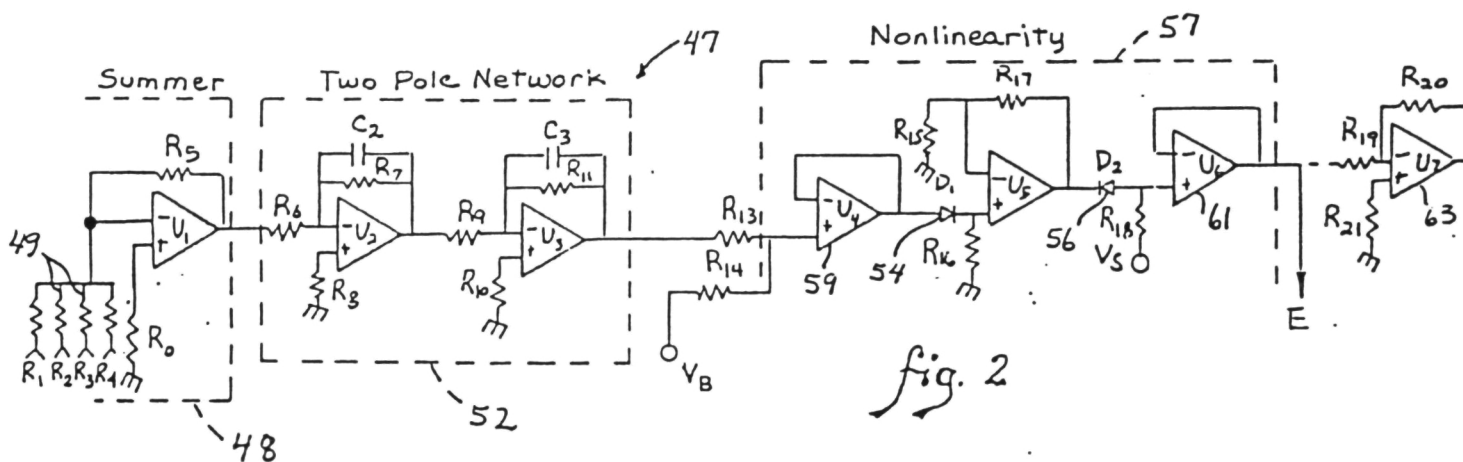 47
Nonlinearity
57
Summer
Two Pole Network
R5
C2
R7
C3
R11
R17
R15
R20
R19
R6
R9
R13
R14
D1
D2
U1
U2
U3
U4
U5
U6
U7
49
R0
R8
R10
R16
R18
R21
59
54
56
61
63
VS
R1 R2 R3 R4
VB
E
fig. 2
48
52